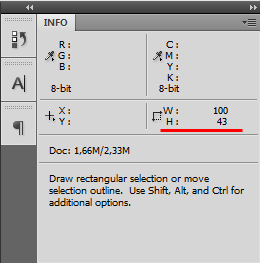 INFO
R :
G :
B :
8-bit
C :
M :
Y :
K :
8-bit
X :
Y :
W : 100
H : 43
Doc: 1,66M/2,33M
Draw rectangular selection or move
selection outline. Use Shift, Alt, and Ctrl for
additional options.
A
¶